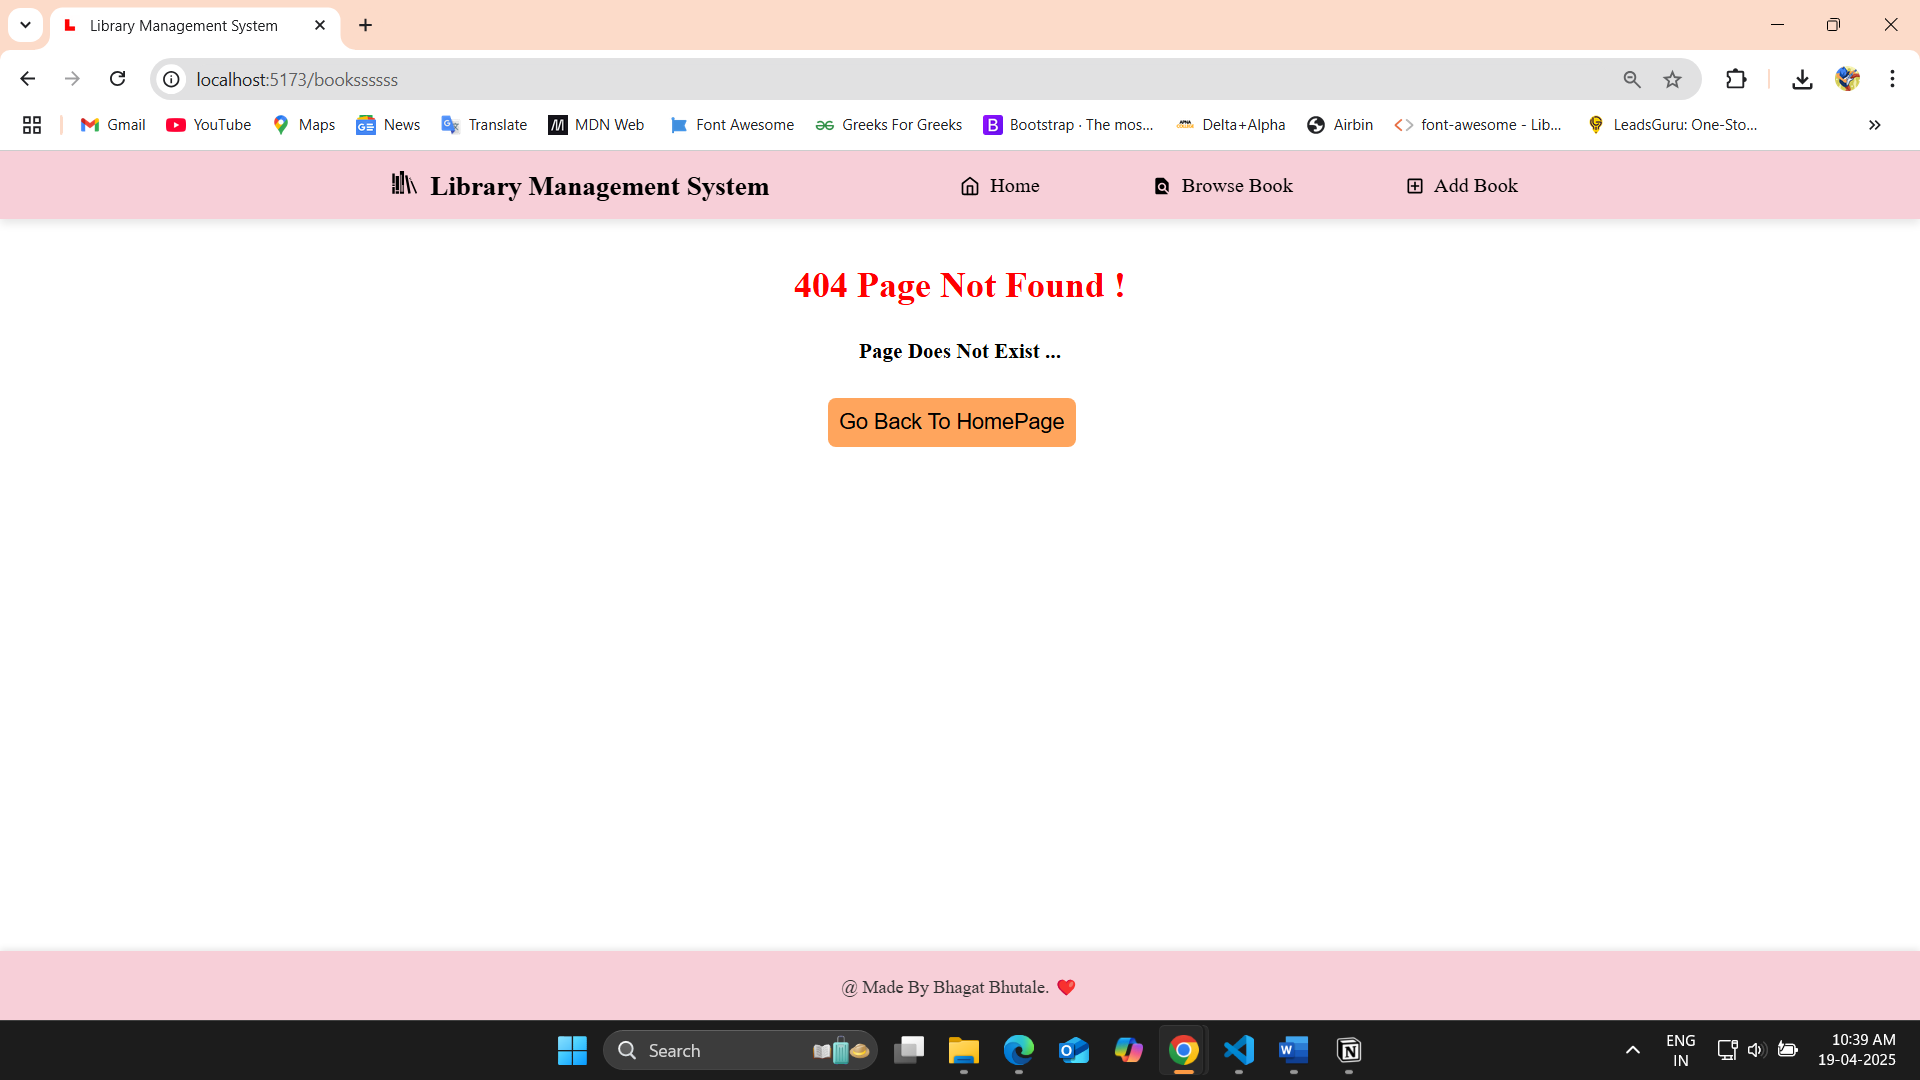 Library Management System
localhost:5173/bookssssss
Gmail YouTube Maps News Translate MDN Web Font Awesome Greeks For Greeks Bootstrap · The mos... Delta+Alpha Airbin font-awesome - Lib... LeadsGuru: One-Sto...
Library Management System Home Browse Book Add Book
404 Page Not Found !
Page Does Not Exist ...
Go Back To HomePage
@ Made By Bhagat Bhutale. ❤️
Search
ENG
IN
10:39 AM
19-04-2025